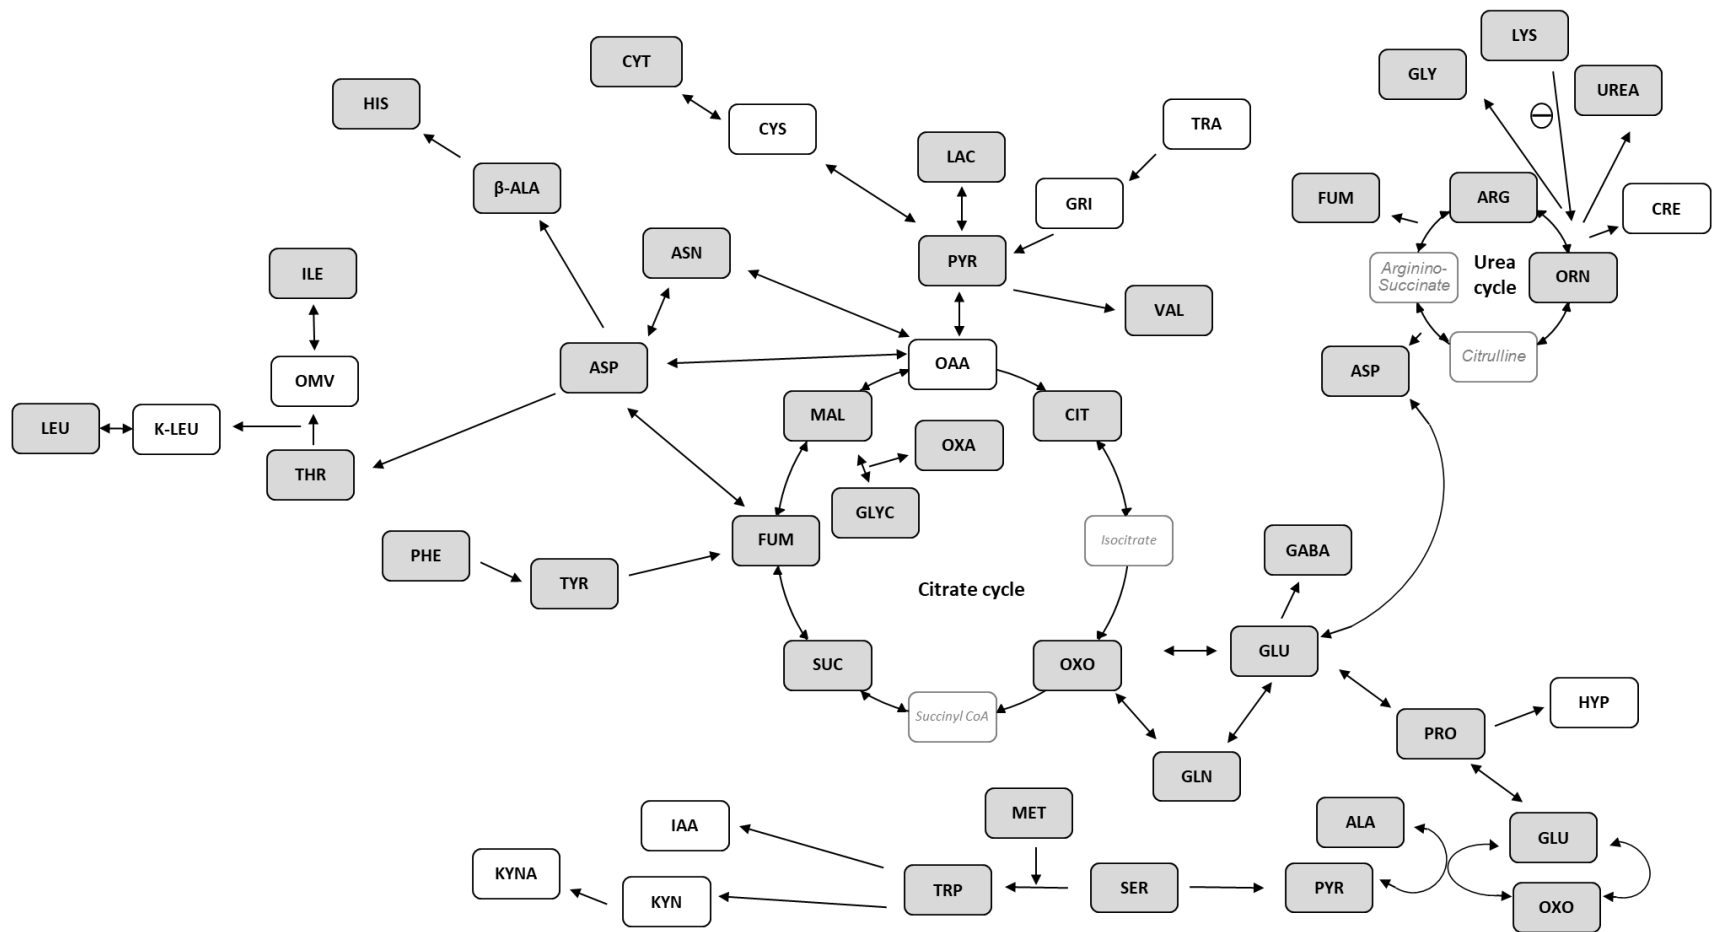 LYS
CYT
GLY
UREA
HIS
CYS
TRA
LAC
β-ALA
GRI
FUM
ARG
CRE
ASN
PYR
ILE
Arginino-
Succinate
Urea
cycle
ORN
VAL
OMV
ASP
OAA
ASP
Citrulline
LEU
K-LEU
MAL
CIT
OXA
THR
GLYC
PHE
FUM
Isocitrate
GABA
TYR
Citrate cycle
SUC
OXO
GLU
Succinyl CoA
HYP
PRO
GLN
MET
IAA
ALA
GLU
KYNA
KYN
TRP
SER
PYR
OXO